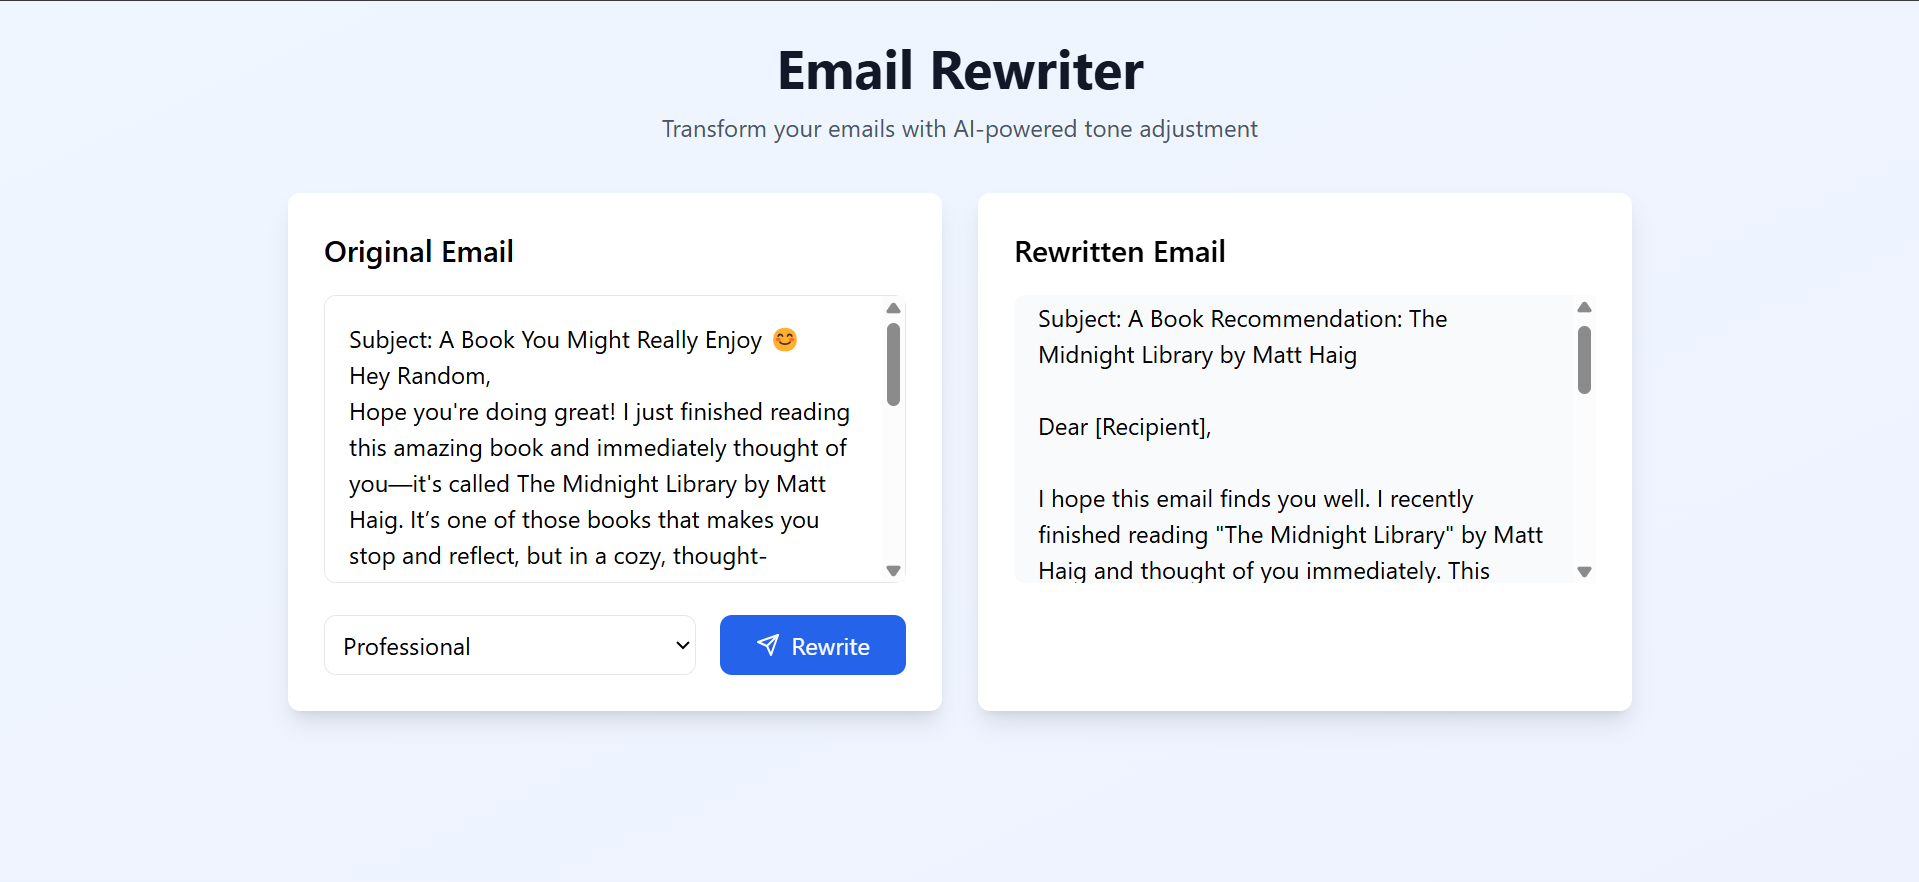 Email Rewriter
Transform your emails with AI-powered tone adjustment
Original Email
Subject: A Book You Might Really Enjoy 😊
Hey Random,
Hope you're doing great! I just finished reading
this amazing book and immediately thought of
you—it's called The Midnight Library by Matt
Haig. It’s one of those books that makes you
stop and reflect, but in a cozy, thought-
Professional
Rewrite
Rewritten Email
Subject: A Book Recommendation: The
Midnight Library by Matt Haig
Dear [Recipient],
I hope this email finds you well. I recently
finished reading "The Midnight Library" by Matt
Haig and thought of you immediately. This